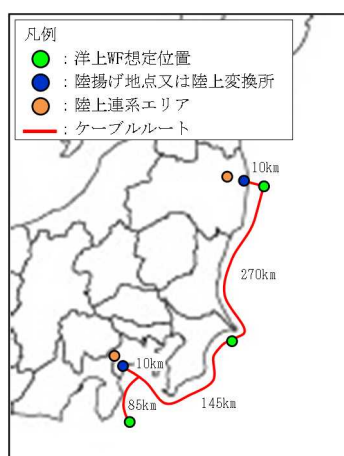 凡例
：洋上WF想定位置
：陸揚げ地点又は陸上変換所
：陸上連系エリア
：ケーブルルート
10km
270km
10km
85km
145km